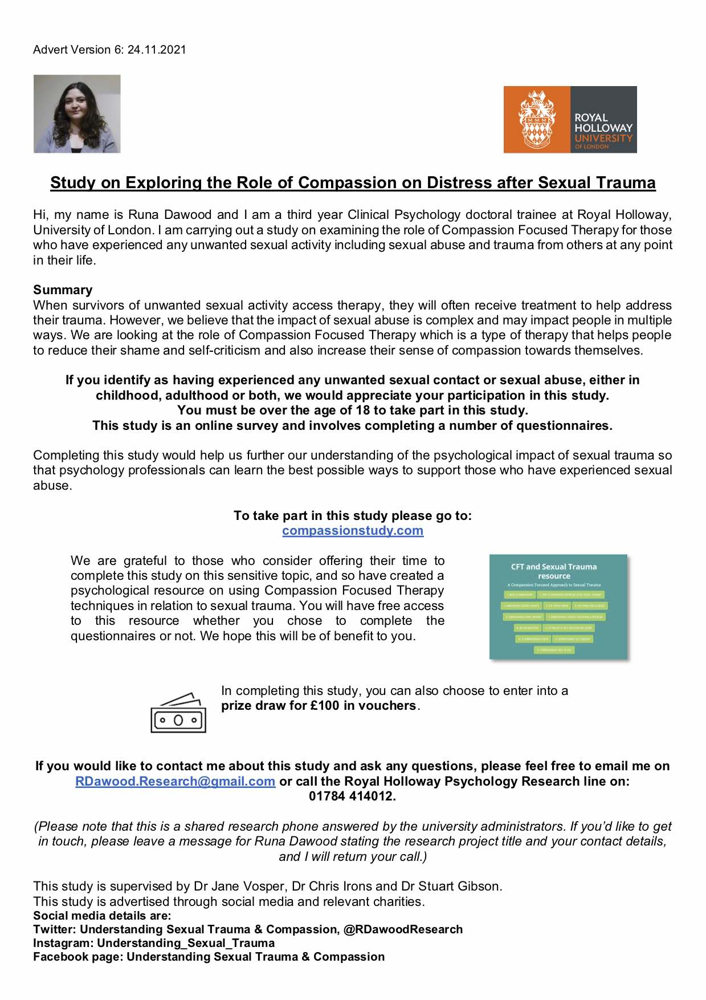 Advert Version 6: 24.11.2021
ROYAL
HOLLOWAY
UNIVERSITY
OF LONDON
Study on Exploring the Role of Compassion on Distress after Sexual Trauma
Hi, my name is Runa Dawood and I am a third year Clinical Psychology doctoral trainee at Royal Holloway,
University of London. I am carrying out a study on examining the role of Compassion Focused Therapy for those
who have experienced any unwanted sexual activity including sexual abuse and trauma from others at any point
in their life.
Summary
When survivors of unwanted sexual activity access therapy, they will often receive treatment to help address
their trauma. However, we believe that the impact of sexual abuse is complex and may impact people in multiple
ways. We are looking at the role of Compassion Focused Therapy which is a type of therapy that helps people
to reduce their shame and self-criticism and also increase their sense of compassion towards themselves.
If you identify as having experienced any unwanted sexual contact or sexual abuse, either in
childhood, adulthood or both, we would appreciate your participation in this study.
You must be over the age of 18 to take part in this study.
This study is an online survey and involves completing a number of questionnaires.
Completing this study would help us further our understanding of the psychological impact of sexual trauma so
that psychology professionals can learn the best possible ways to support those who have experienced sexual
abuse.
To take part in this study please go to:
compassionstudy.com
We are grateful to those who consider offering their time to
complete this study on this sensitive topic, and so have created a
psychological resource on using Compassion Focused Therapy
techniques in relation to sexual trauma. You will have free access
to this resource whether you chose to complete the
questionnaires or not. We hope this will be of benefit to you.
CFT and Sexual Trauma
resource
A Compassion Focused Approach to Sexual Trauma
In completing this study, you can also choose to enter into a
prize draw for £100 in vouchers.
If you would like to contact me about this study and ask any questions, please feel free to email me on
RDawood.Research@gmail.com or call the Royal Holloway Psychology Research line on:
01784 414012.
(Please note that this is a shared research phone answered by the university administrators. If you’d like to get
in touch, please leave a message for Runa Dawood stating the research project title and your contact details,
and I will return your call.)
This study is supervised by Dr Jane Vosper, Dr Chris Irons and Dr Stuart Gibson.
This study is advertised through social media and relevant charities.
Social media details are:
Twitter: Understanding Sexual Trauma & Compassion, @RDawoodResearch
Instagram: Understanding_Sexual_Trauma
Facebook page: Understanding Sexual Trauma & Compassion